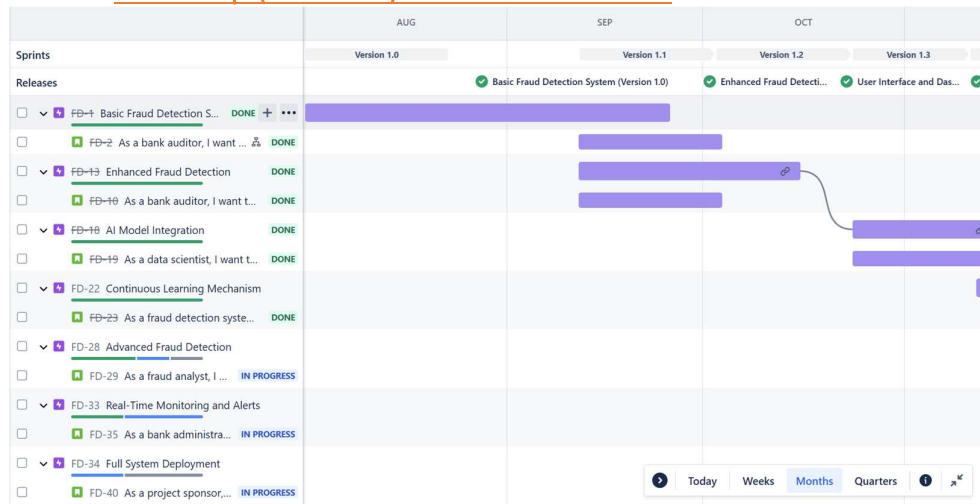 AUG SEP OCT
Sprints Version 1.0 Version 1.1 Version 1.2 Version 1.3
Releases Basic Fraud Detection System (Version 1.0) Enhanced Fraud Detecti... User Interface and Das...
FD-1 Basic Fraud Detection S... DONE + •••
FD-2 As a bank auditor, I want ... DONE
FD-13 Enhanced Fraud Detection DONE
FD-10 As a bank auditor, I want t... DONE
FD-18 AI Model Integration DONE
FD-19 As a data scientist, I want t... DONE
FD-22 Continuous Learning Mechanism
FD-23 As a fraud detection syste... DONE
FD-28 Advanced Fraud Detection
FD-29 As a fraud analyst, I ... IN PROGRESS
FD-33 Real-Time Monitoring and Alerts
FD-35 As a bank administra... IN PROGRESS
FD-34 Full System Deployment
FD-40 As a project sponsor,... IN PROGRESS
Today Weeks Months Quarters